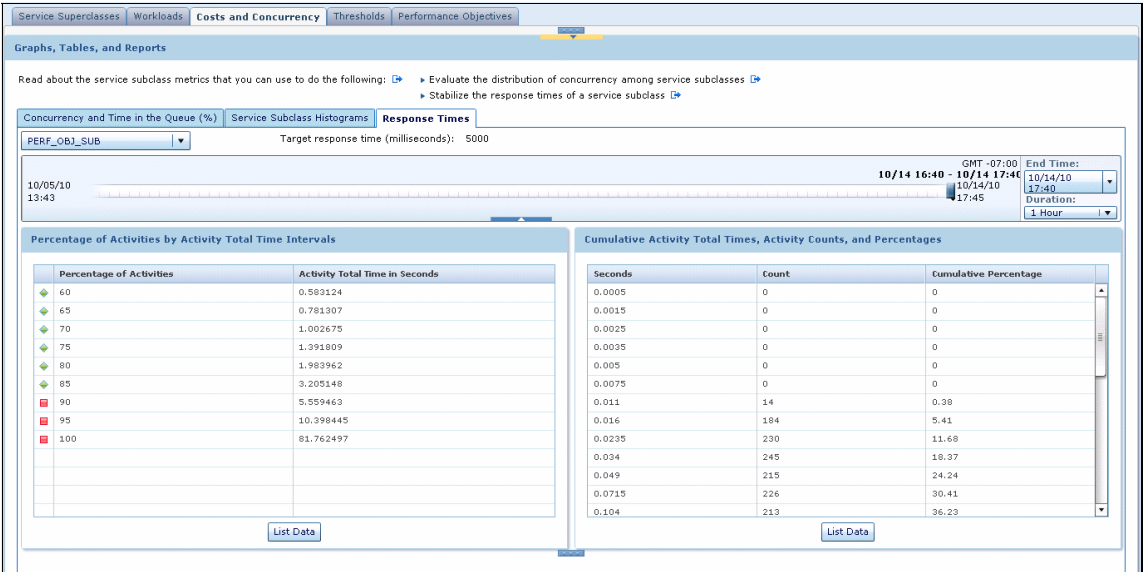 Service Superclasses Workloads Costs and Concurrency Thresholds Performance Objectives
Graphs, Tables, and Reports
Read about the service subclass metrics that you can use to do the following: Evaluate the distribution of concurrency among service subclasses
Stabilize the response times of a service subclass
Concurrency and Time in the Queue (%) Service Subclass Histograms Response Times
PERF_OBJ_SUB Target response time (milliseconds): 5000
GMT -07:00 End Time:
10/14 16:40 - 10/14 17:40
10/05/10 10/14/10 10/14/10
13:43 17:45 17:40
Duration:
1 Hour
Percentage of Activities by Activity Total Time Intervals
Percentage of Activities Activity Total Time in Seconds
60 0.583124
65 0.781307
70 1.002675
75 1.391809
80 1.983962
85 3.205148
90 5.559463
95 10.398445
100 81.762497
List Data
Cumulative Activity Total Times, Activity Counts, and Percentages
Seconds Count Cumulative Percentage
0.0005 0 0
0.0015 0 0
0.0025 0 0
0.0035 0 0
0.005 0 0
0.0075 0 0
0.011 14 0.38
0.016 184 5.41
0.0235 230 11.68
0.034 245 18.37
0.049 215 24.24
0.0715 226 30.41
0.104 213 36.23
List Data